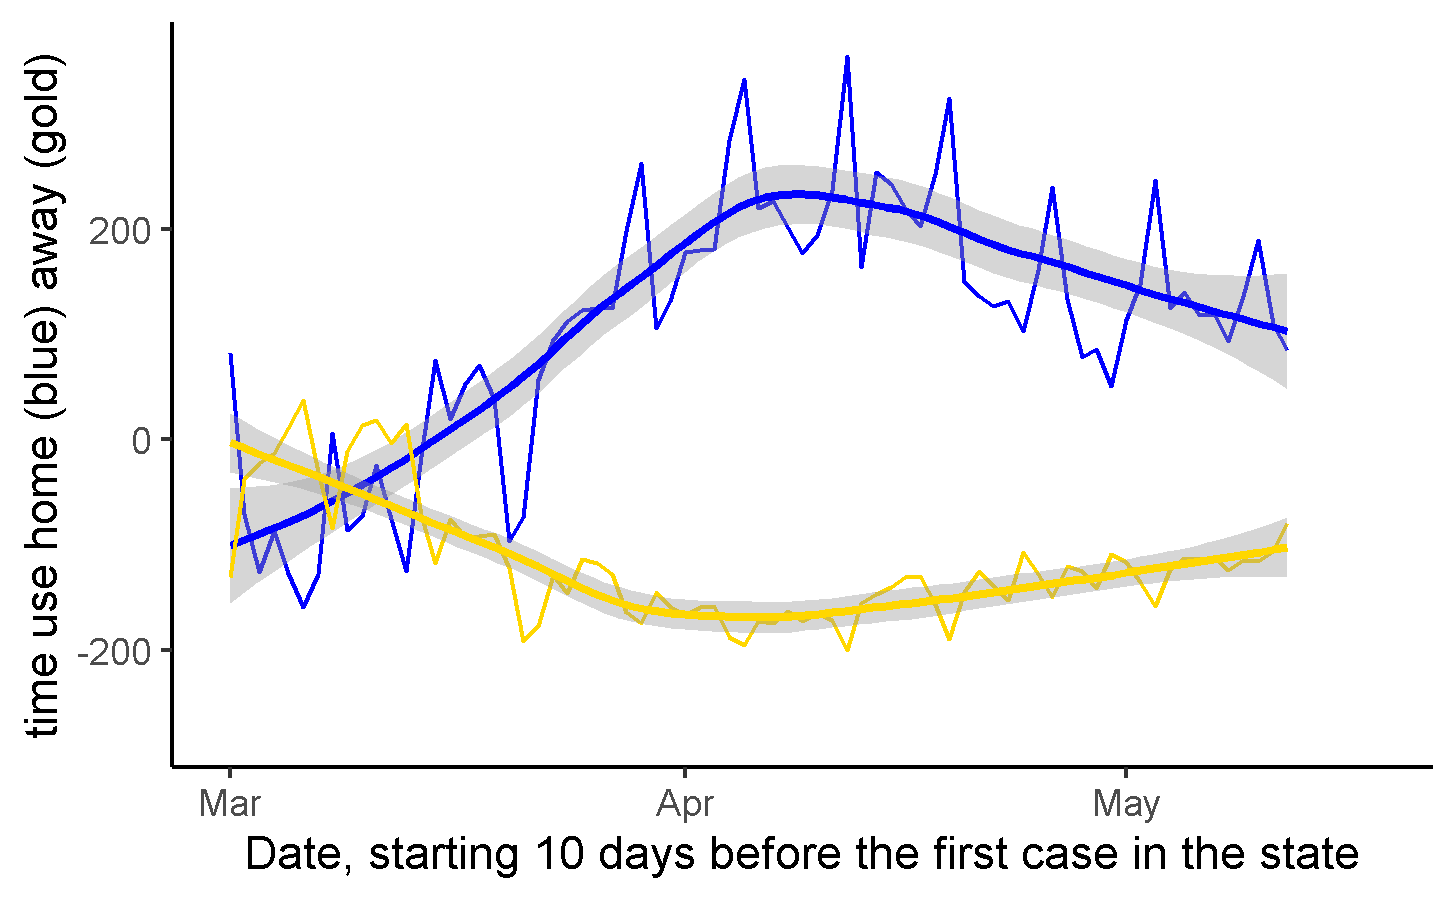 time use home (blue) away (gold)
200
0
-200
Mar
Apr
May
Date, starting 10 days before the first case in the state